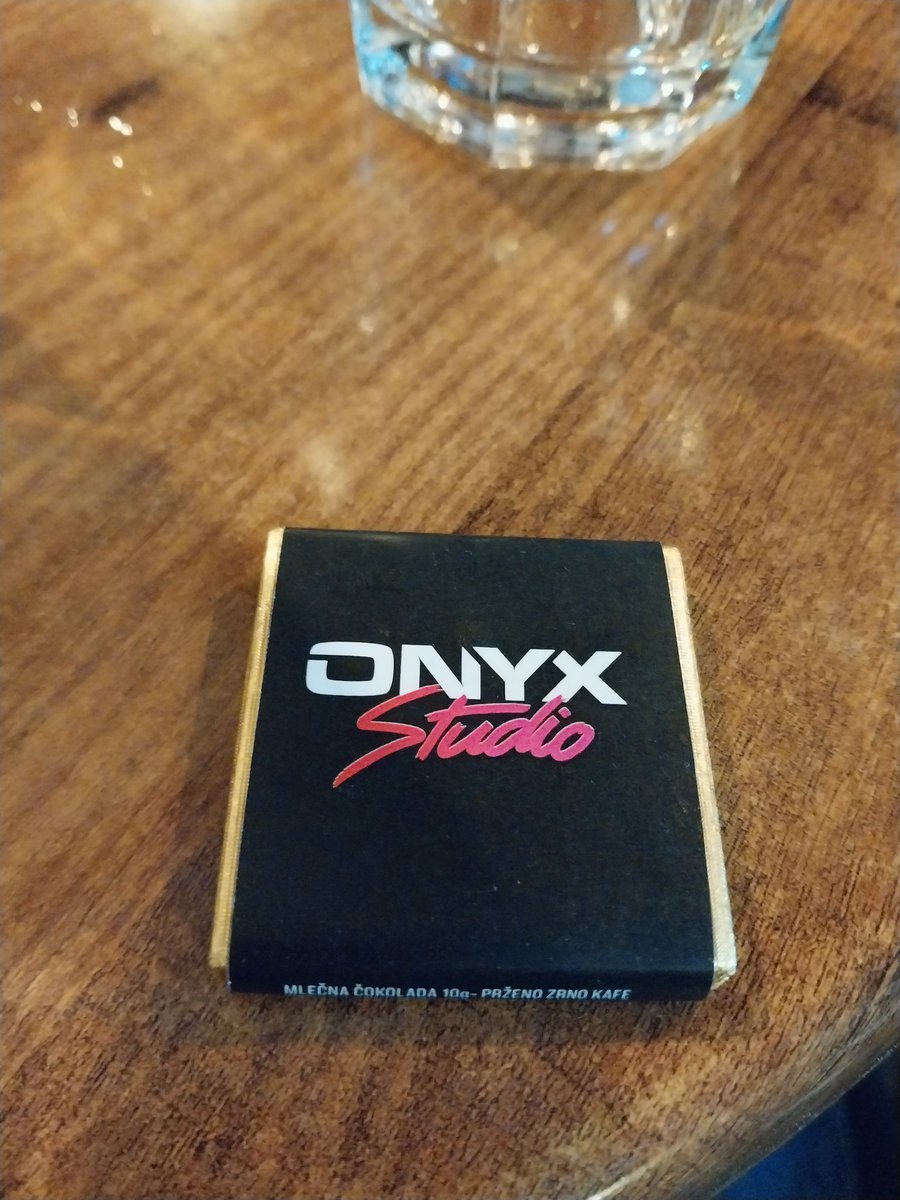 ONYX
Studio
MLEČNA ČOKOLADA 10g- PRŽENO ZRNO KAFE